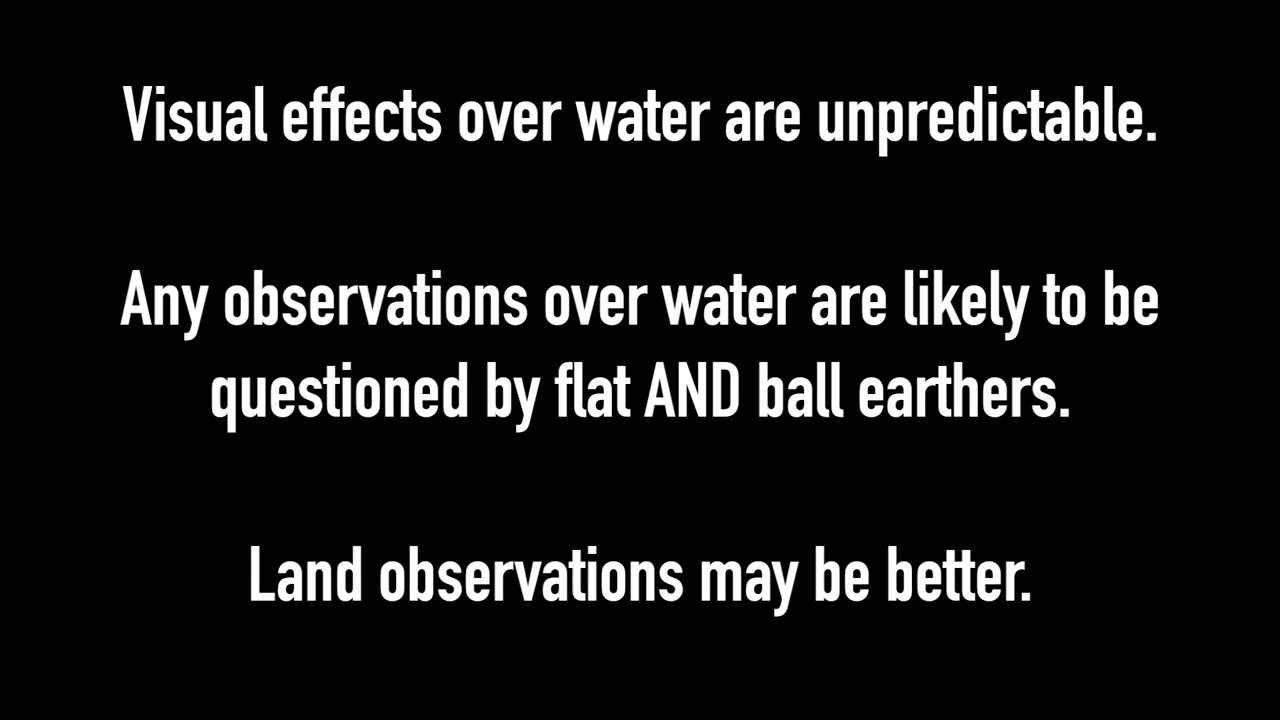 Visual effects over water are unpredictable.
Any observations over water are likely to be
questioned by flat AND ball earthers.
Land observations may be better.